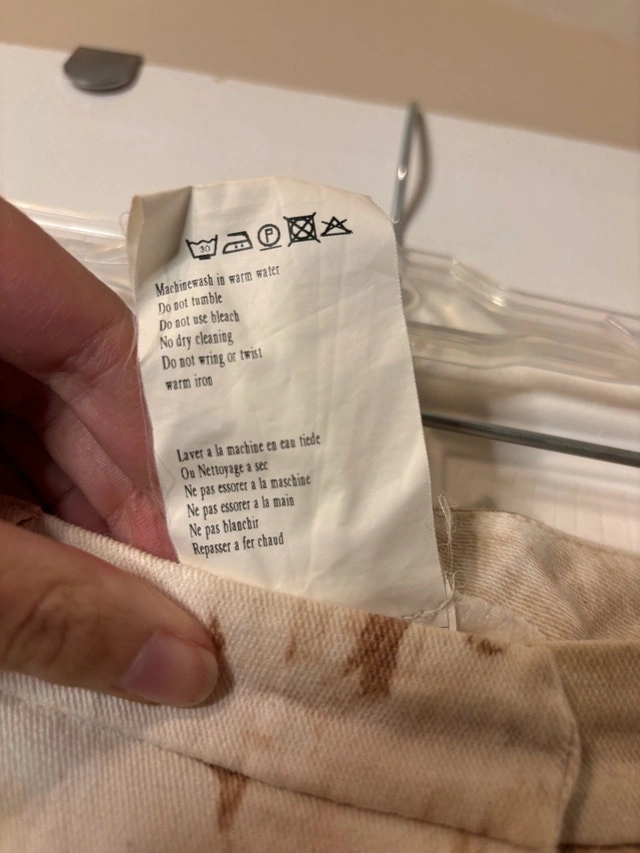 30 P
Machinewash in warm water
Do not tumble
Do not use bleach
No dry cleaning
Do not wring or twist
warm iron
Laver a la machine en eau tiede
Ou Nettoyage a sec
Ne pas essorer a la maschine
Ne pas essorer a la main
Ne pas blanchir
Repasser a fer chaud